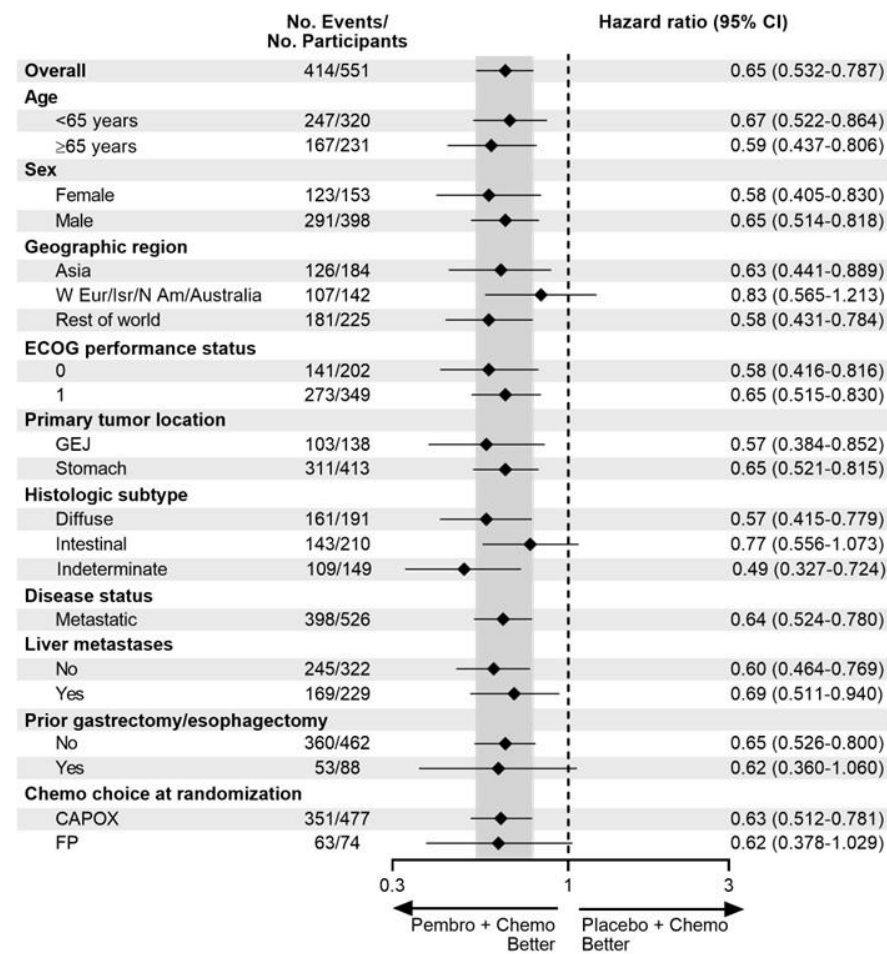 No. Events/
No. Participants
Hazard ratio (95% CI)
Overall 414/551 0.65 (0.532-0.787)
Age
<65 years 247/320 0.67 (0.522-0.864)
≥65 years 167/231 0.59 (0.437-0.806)
Sex
Female 123/153 0.58 (0.405-0.830)
Male 291/398 0.65 (0.514-0.818)
Geographic region
Asia 126/184 0.63 (0.441-0.889)
W Eur/Isr/N Am/Australia 107/142 0.83 (0.565-1.213)
Rest of world 181/225 0.58 (0.431-0.784)
ECOG performance status
0 141/202 0.58 (0.416-0.816)
1 273/349 0.65 (0.515-0.830)
Primary tumor location
GEJ 103/138 0.57 (0.384-0.852)
Stomach 311/413 0.65 (0.521-0.815)
Histologic subtype
Diffuse 161/191 0.57 (0.415-0.779)
Intestinal 143/210 0.77 (0.556-1.073)
Indeterminate 109/149 0.49 (0.327-0.724)
Disease status
Metastatic 398/526 0.64 (0.524-0.780)
Liver metastases
No 245/322 0.60 (0.464-0.769)
Yes 169/229 0.69 (0.511-0.940)
Prior gastrectomy/esophagectomy
No 360/462 0.65 (0.526-0.800)
Yes 53/88 0.62 (0.360-1.060)
Chemo choice at randomization
CAPOX 351/477 0.63 (0.512-0.781)
FP 63/74 0.62 (0.378-1.029)
0.3 1 3
Pembro + Chemo
Better
Placebo + Chemo
Better